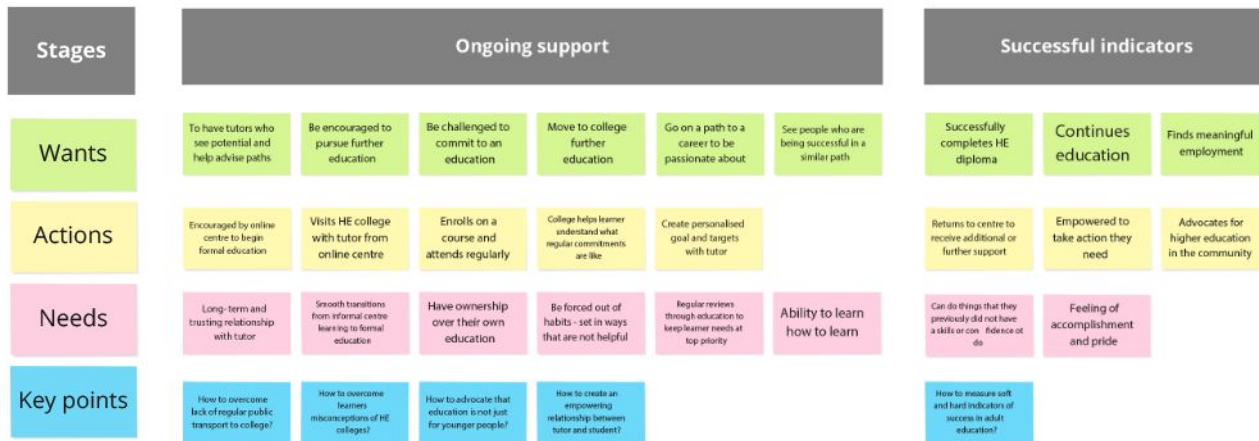 Stages
Ongoing support
Successful indicators
Wants
To have tutors who
see potential and
help advise paths
Be encouraged to
pursue further
education
Be challenged to
commit to an
education
Move to college
further
education
Go on a path to a
career to be
passionate about
See people who are
being successful in a
similar path
Successfully
completes HE
diploma
Continues
education
Finds meaningful
employment
Actions
Encouraged by online
centre to begin
formal education
Visits HE college
with tutor from
online centre
Enrolls on a
course and
attends regularly
College helps learner
understand what
regular commitments
are like
Create personalised
goal and targets
with tutor
Returns to centre to
receive additional or
further support
Empowered to
take action they
need
Advocates for
higher education
in the community
Needs
Long- term and
trusting relationship
with tutor
Smooth transitions
from informal centre
learning to formal
education
Have ownership
over their own
education
Be forced out of
habits - set in ways
that are not helpful
Regular reviews
through education to
keep learner needs at
top priority
Ability to learn
how to learn
Can do things that they
previously did not have
a skills or con fidence ot
do
Feeling of
accomplishment
and pride
Key points
How to overcome
lack of regular public
transport to college?
How to overcome
learners
misconceptions of HE
colleges?
How to advocate that
education is not just
for younger people?
How to create an
empowering
relationship between
tutor and student?
How to measure soft
and hard indicators of
success in adult
education?